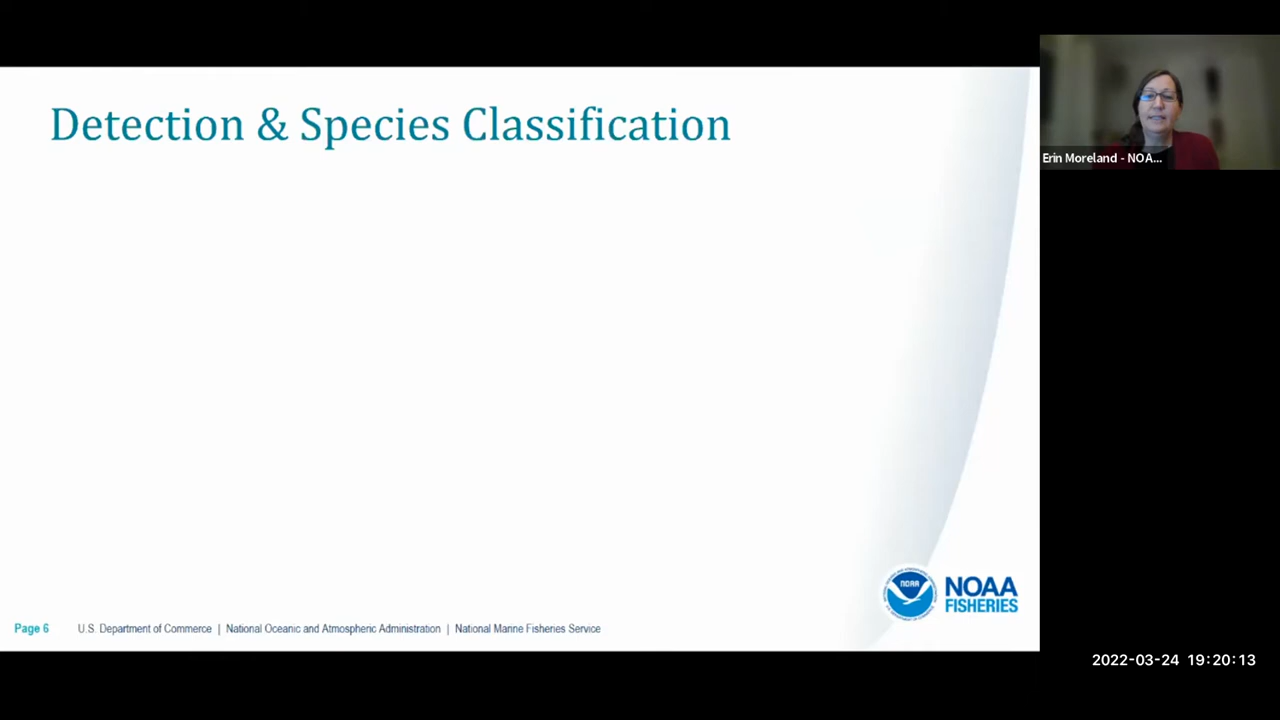 Detection & Species Classification
Erin Moreland - NOA...
NOAA
NOAA
FISHERIES
Page 6 U.S. Department of Commerce | National Oceanic and Atmospheric Administration | National Marine Fisheries Service
2022-03-24 19:20:13